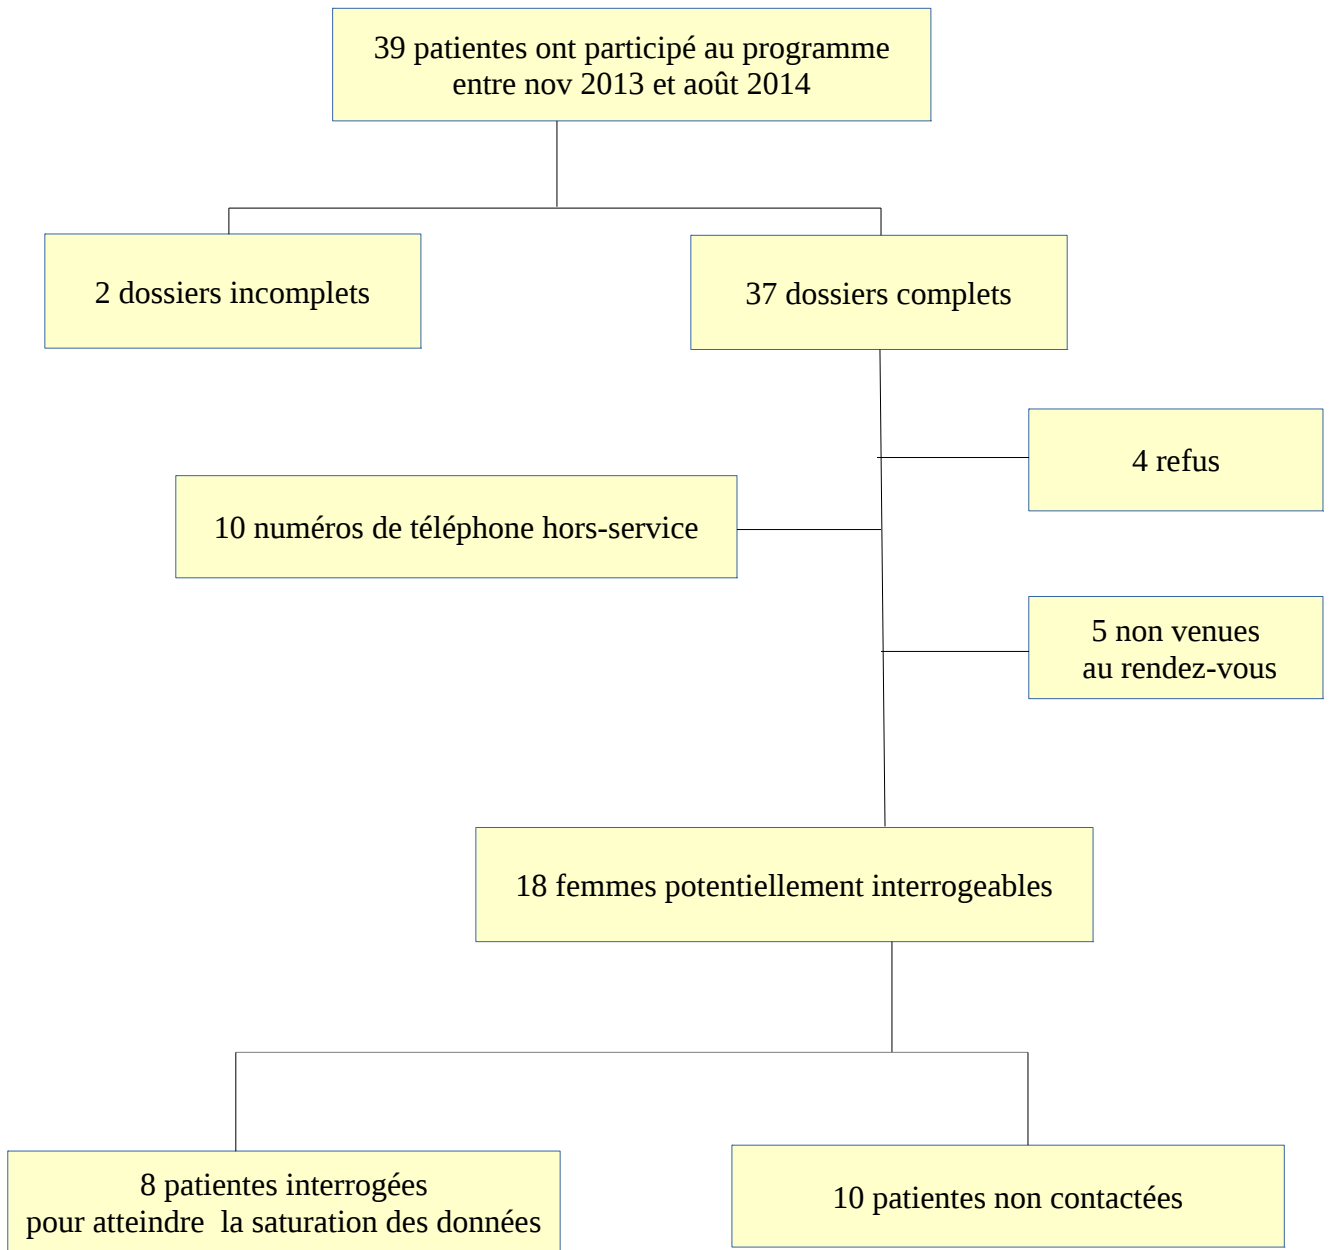 39 patientes ont participé au programme
entre nov 2013 et août 2014
2 dossiers incomplets
37 dossiers complets
4 refus
10 numéros de téléphone hors-service
5 non venues
au rendez-vous
18 femmes potentiellement interrogeables
8 patientes interrogées
pour atteindre la saturation des données
10 patientes non contactées